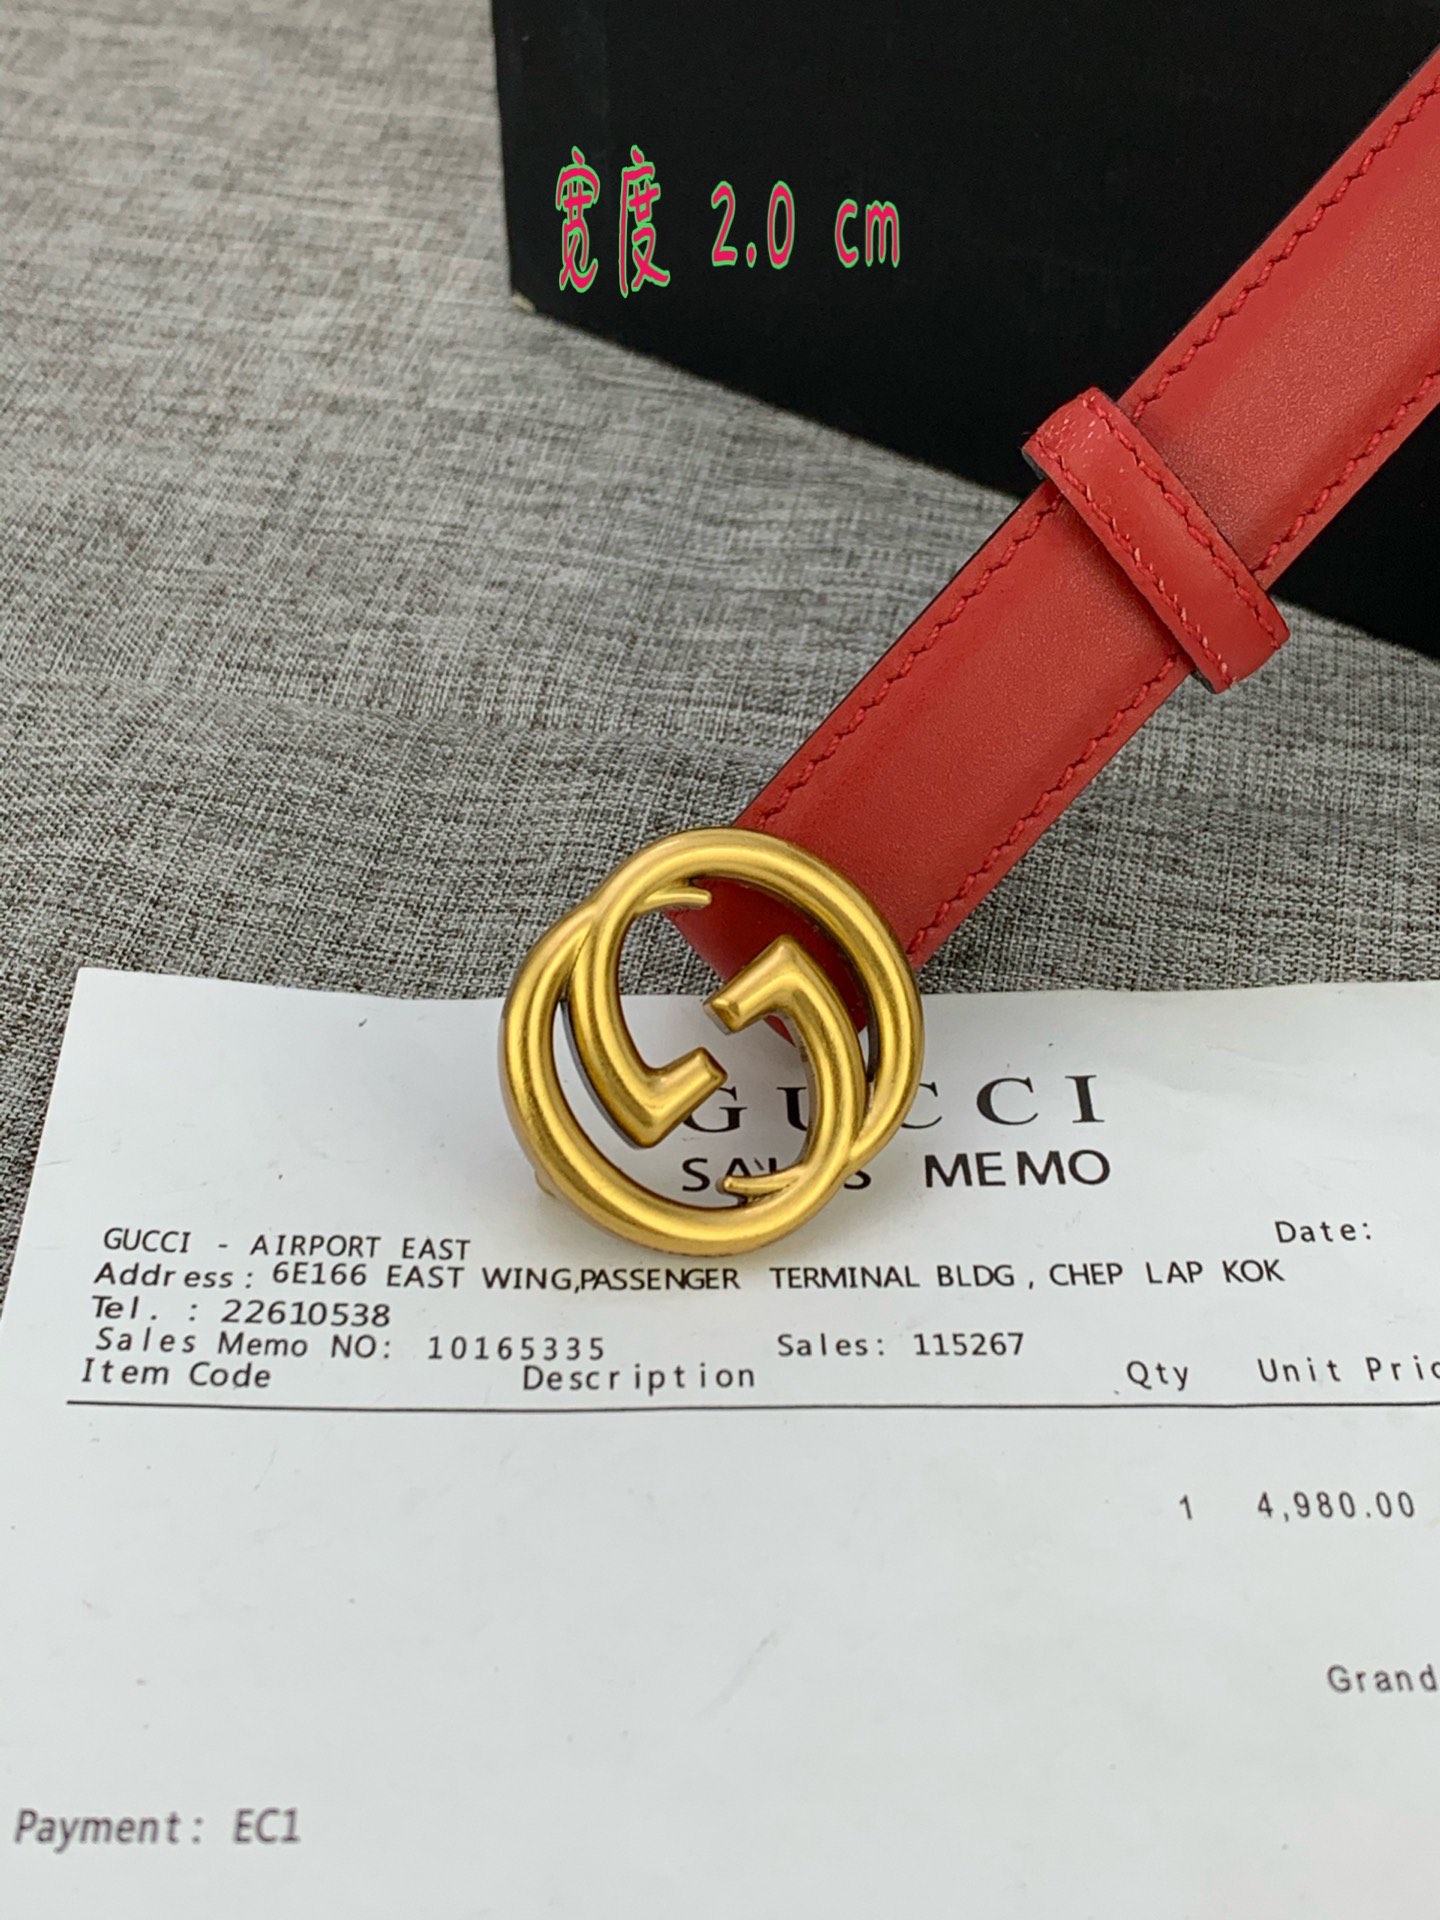 宽度 2.0 cm
GUCCI
SALES MEMO
Date:
GUCCI - AIRPORT EAST
Address: 6E166 EAST WING,PASSENGER TERMINAL BLDG, CHEP LAP KOK
Tel. : 22610538
Sales Memo NO: 10165335 Sales: 115267
Item Code Description Qty Unit Pric
1 4,980.00
Grand
Payment: EC1